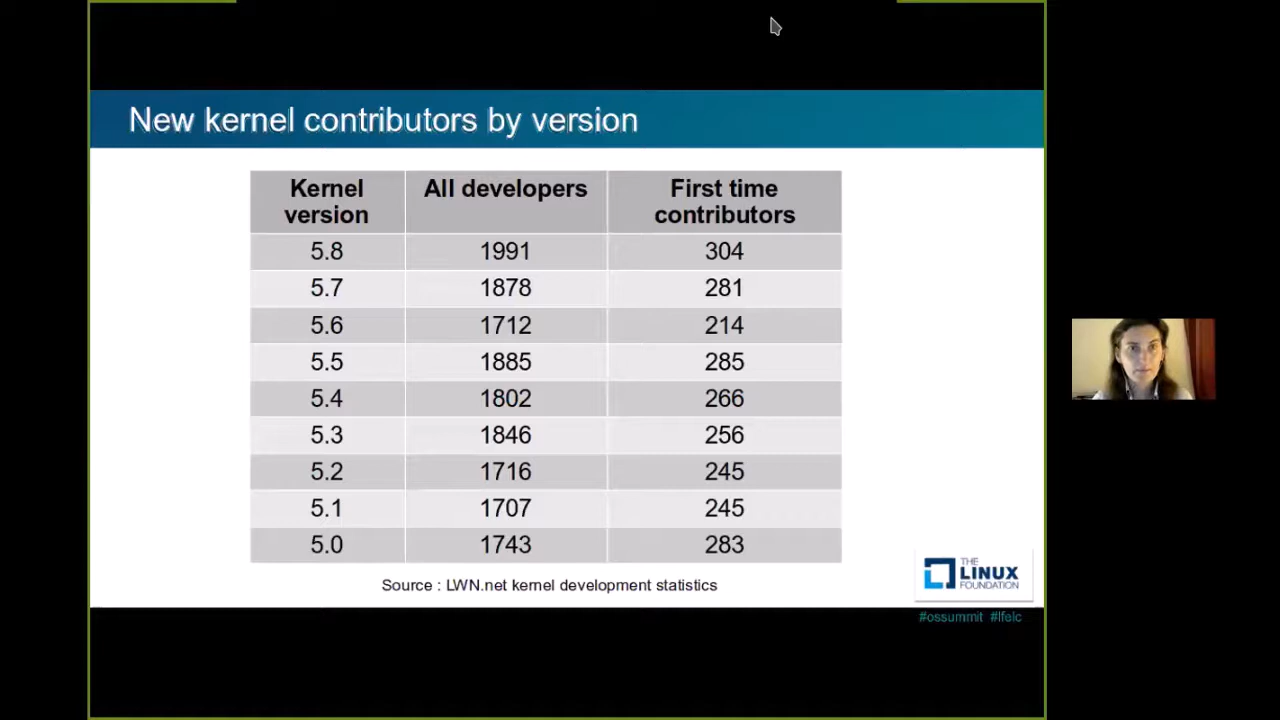 New kernel contributors by version
Kernel version All developers First time contributors
5.8 1991 304
5.7 1878 281
5.6 1712 214
5.5 1885 285
5.4 1802 266
5.3 1846 256
5.2 1716 245
5.1 1707 245
5.0 1743 283
Source : LWN.net kernel development statistics
THE
LINUX
FOUNDATION
#ossummit #lfelc